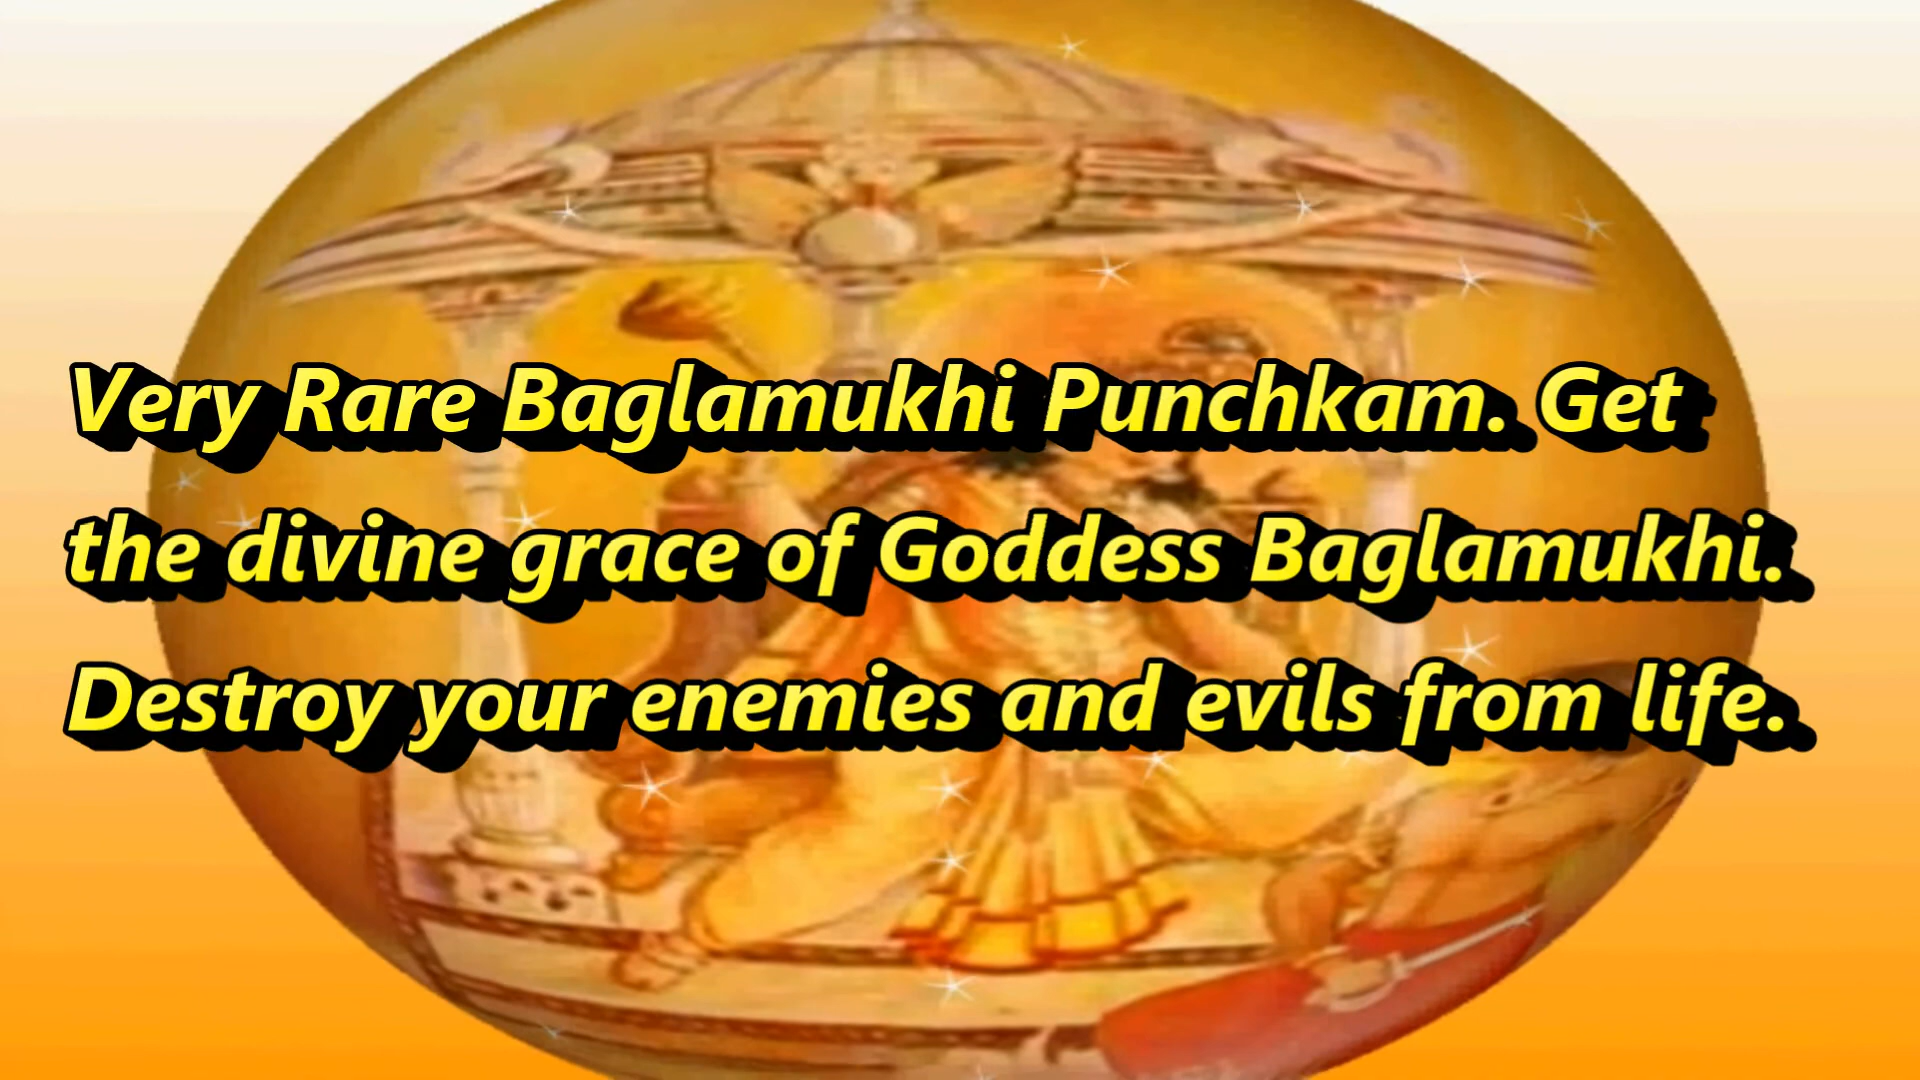 Very Rare Baglamukhi Punchkam. Get
the divine grace of Goddess Baglamukhi.
Destroy your enemies and evils from life.